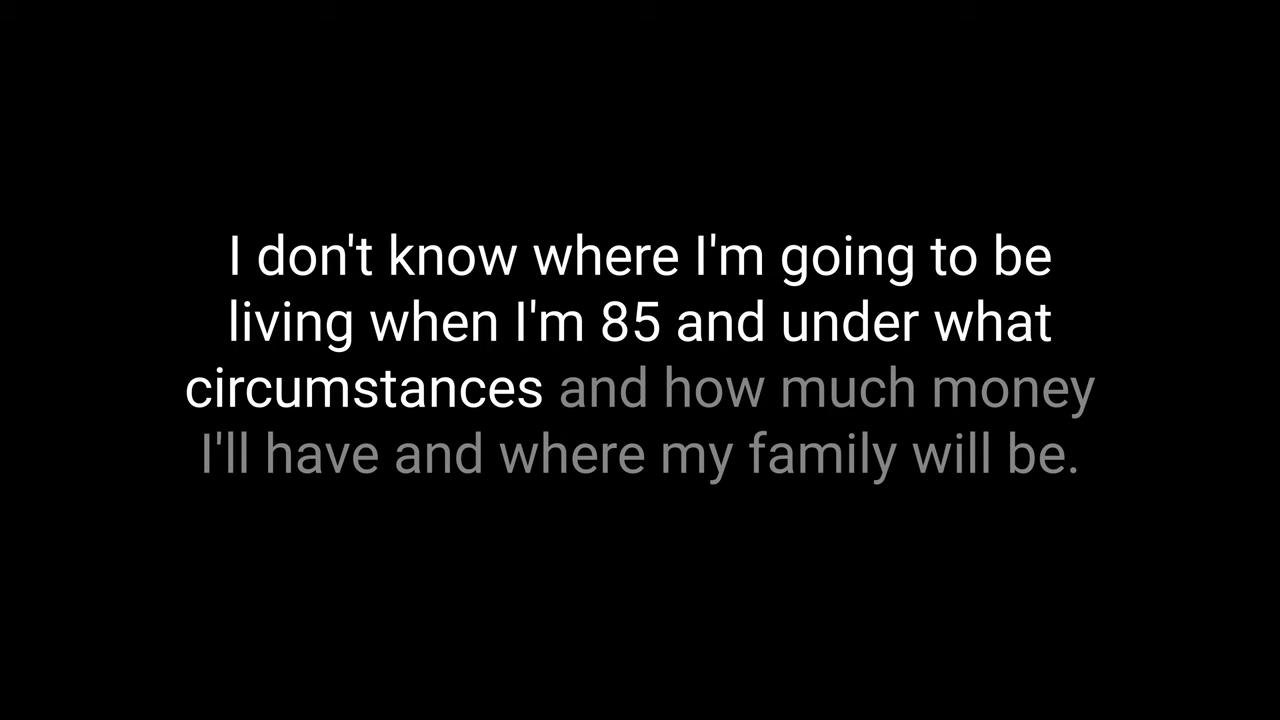 I don't know where I'm going to be
living when I'm 85 and under what
circumstances and how much money
I'll have and where my family will be.